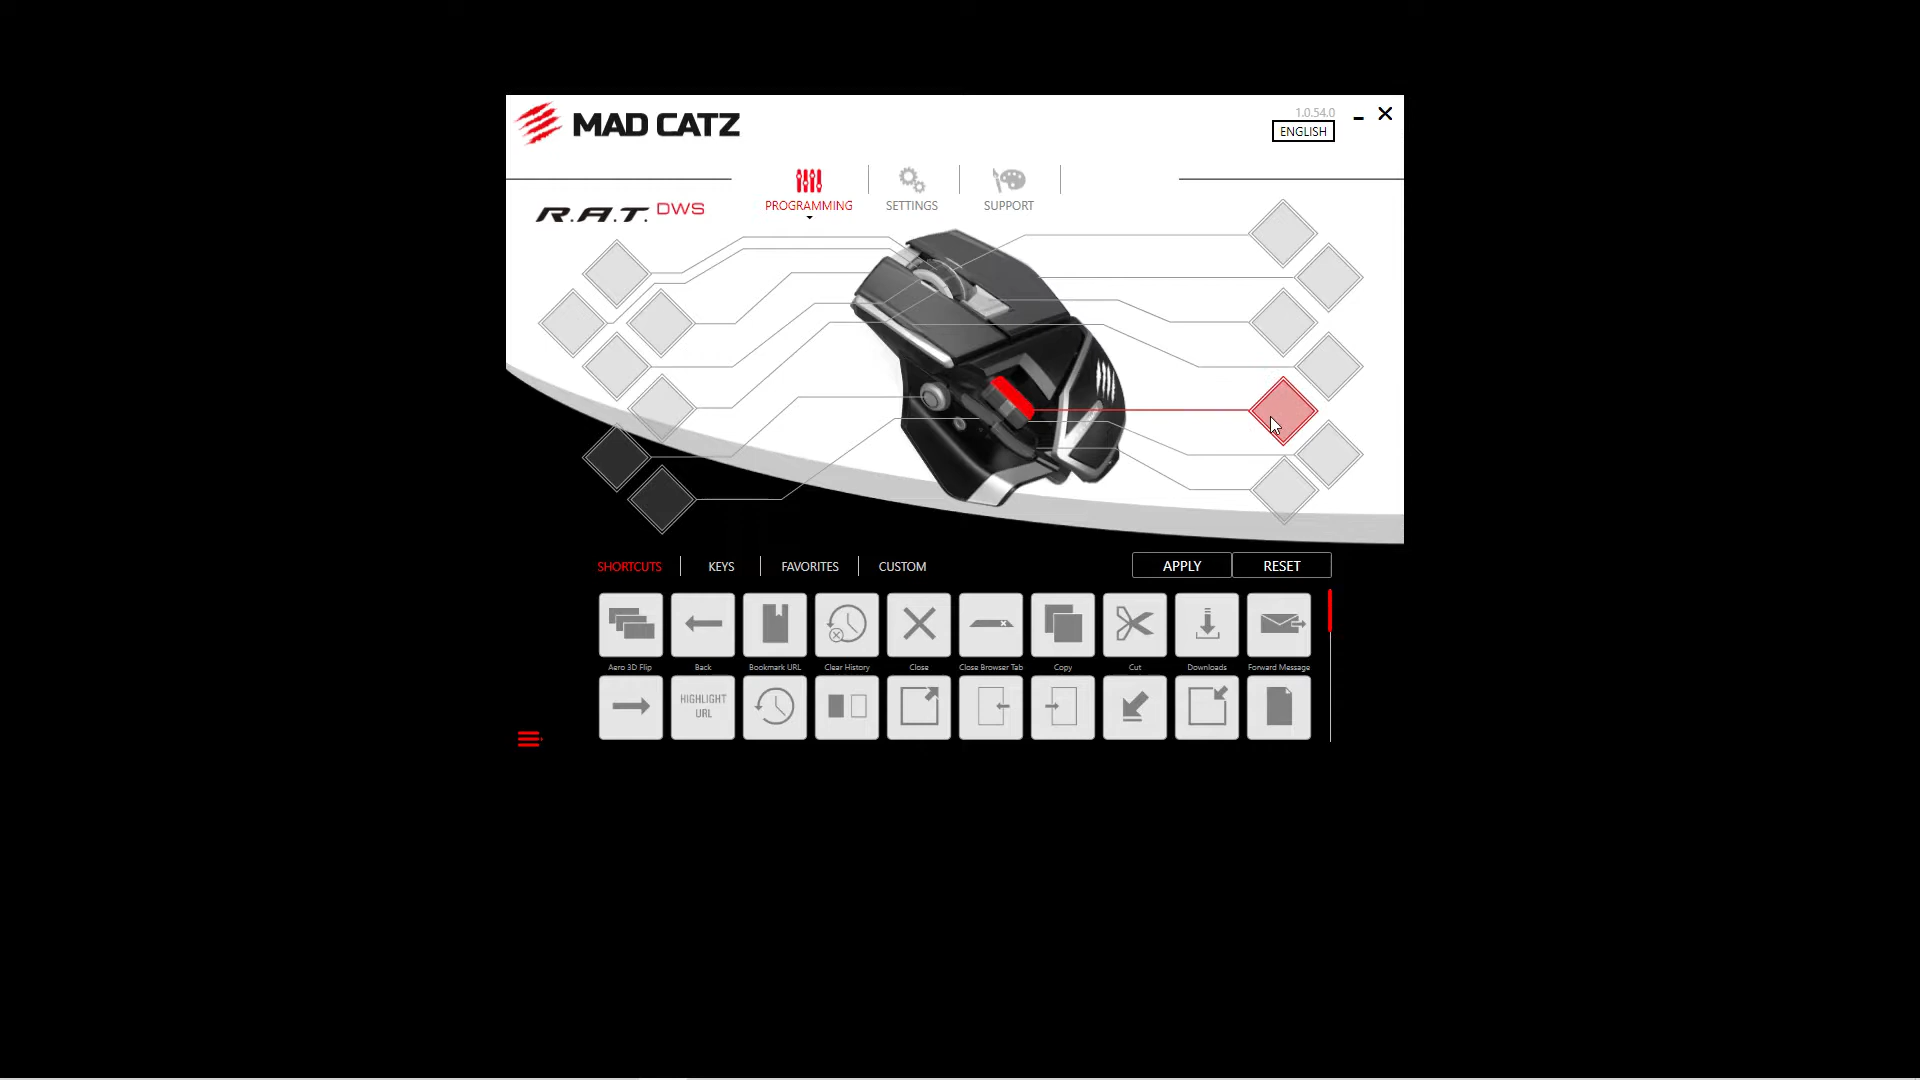 MAD CATZ
1.0.54.0
ENGLISH
PROGRAMMING
SETTINGS
SUPPORT
R.A.T. DWS
SHORTCUTS
KEYS
FAVORITES
CUSTOM
APPLY
RESET
Aero 3D Flip
Back
Bookmark URL
Clear History
Close
Close Browser Tab
Copy
Cut
Downloads
Forward Message
HIGHLIGHT
URL